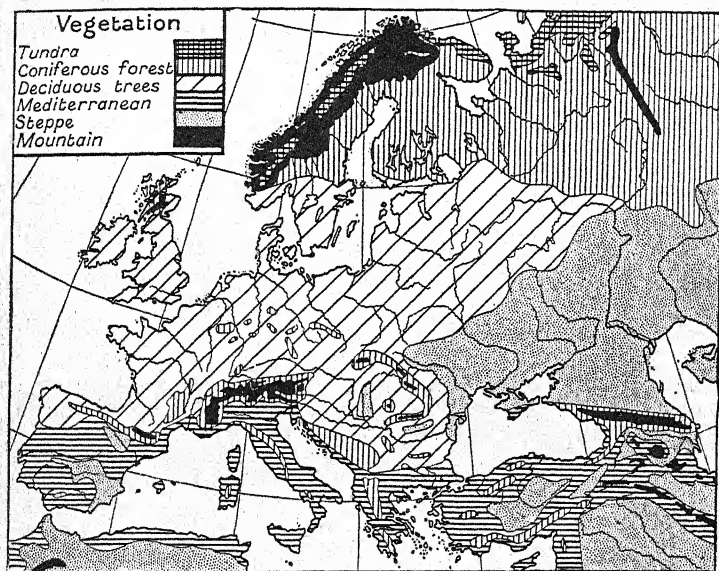 Vegetation
Tundra
Coniferous forest
Deciduous trees
Mediterranean
Steppe
Mountain